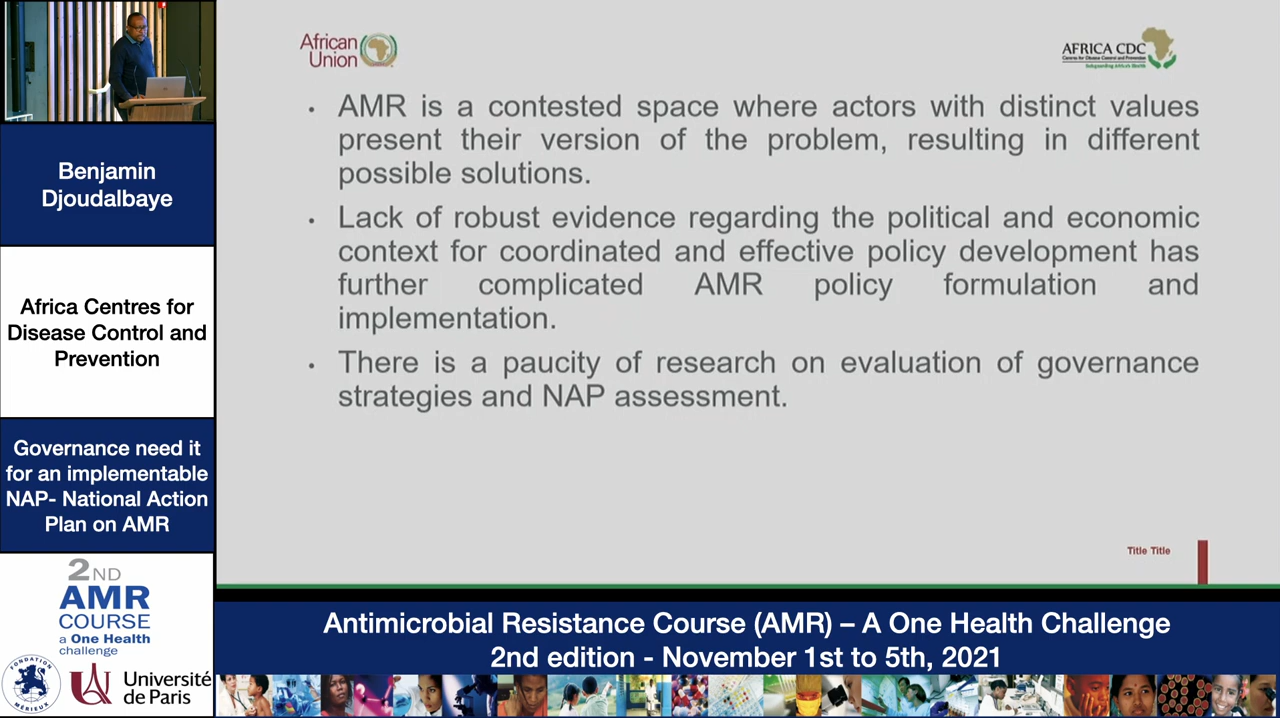 Benjamin
Djoudalbaye
Africa Centres for
Disease Control and
Prevention
Governance need it
for an implementable
NAP- National Action
Plan on AMR
2ND
AMR
COURSE
a One Health
challenge
FONDATION
MÉRIEUX
Université
de Paris
African
Union
AFRICA CDC
Centres for Disease Control and Prevention
Safeguarding Africa's Health
• AMR is a contested space where actors with distinct values
present their version of the problem, resulting in different
possible solutions.
• Lack of robust evidence regarding the political and economic
context for coordinated and effective policy development has
further complicated AMR policy formulation and
implementation.
• There is a paucity of research on evaluation of governance
strategies and NAP assessment.
Title Title
Antimicrobial Resistance Course (AMR) – A One Health Challenge
2nd edition - November 1st to 5th, 2021